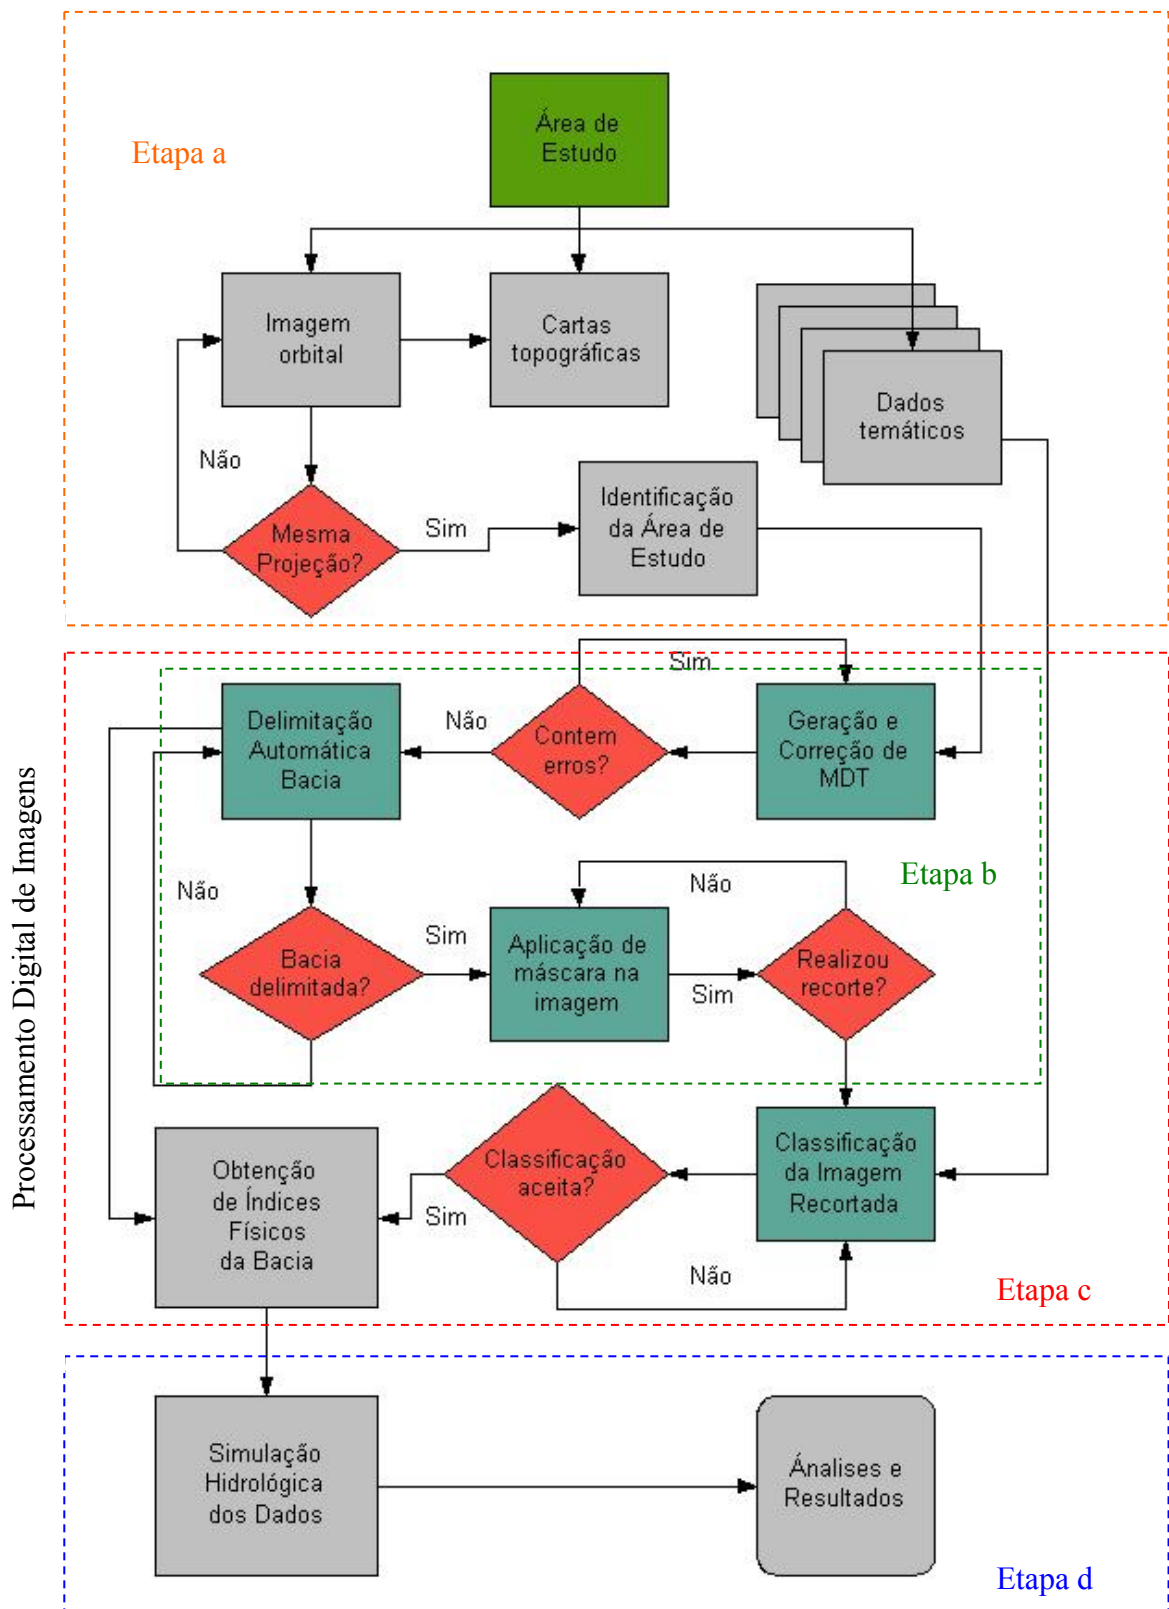 Etapa a
Área de
Estudo
Imagem
orbital
Cartas
topográficas
Dados
temáticos
Não
Mesma
Projeção?
Sim
Identificação
da Área de
Estudo
Processamento Digital de Imagens
Sim
Delimitação
Automática
Bacia
Não
Contem
erros?
Geração e
Correção de
MDT
Etapa b
Não
Bacia
delimitada?
Sim
Aplicação de
máscara na
imagem
Não
Sim
Realizou
recorte?
Obtenção
de Índices
Físicos
da Bacia
Sim
Classificação
aceita?
Não
Classificação
da Imagem
Recortada
Etapa c
Simulação
Hidrológica
dos Dados
Ánalises e
Resultados
Etapa d